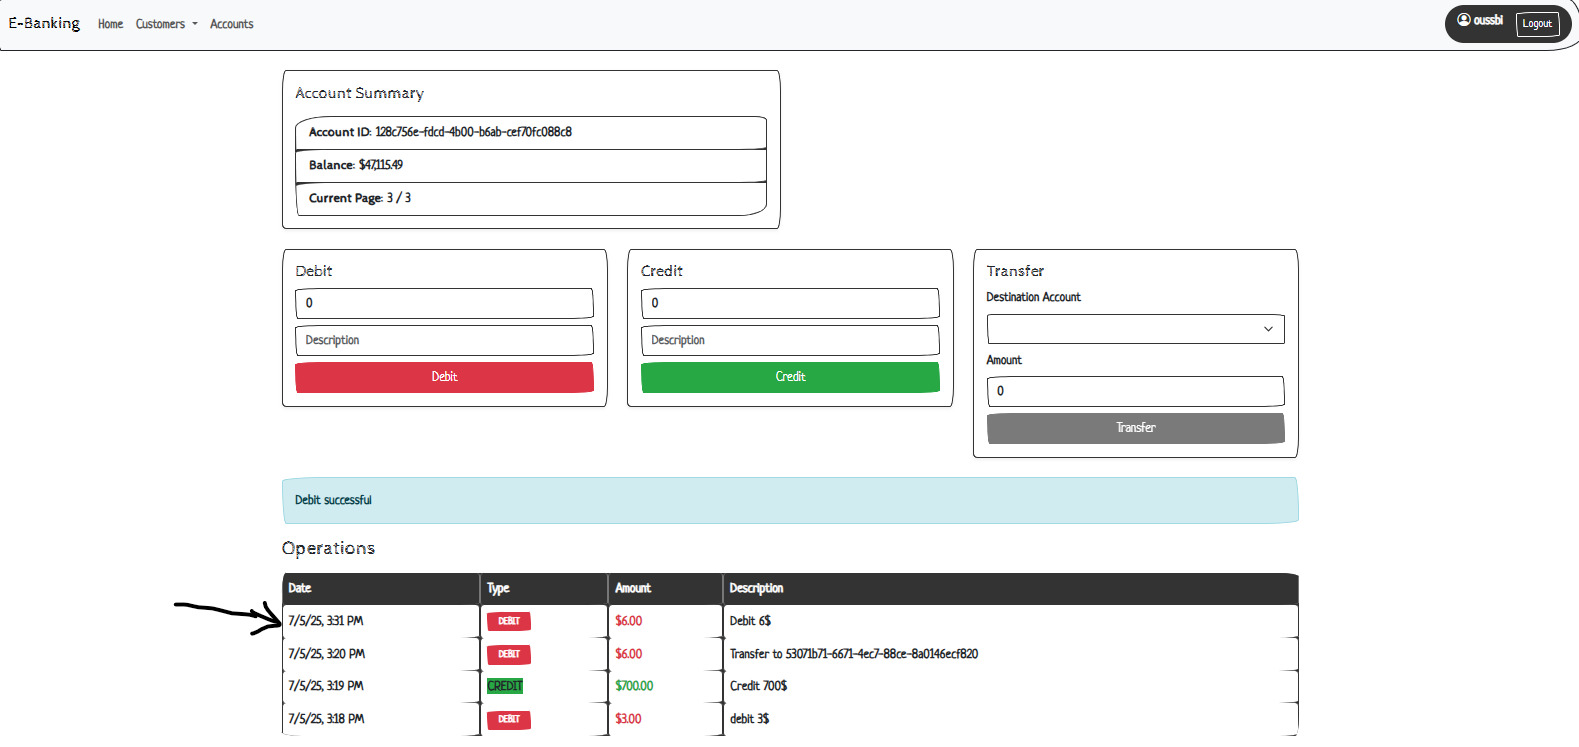 E-Banking Home Customers Accounts oussbi Logout
Account Summary
Account ID: 128c756e-fdcd-4b00-b6ab-cef70fc088c8
Balance: $47,115.49
Current Page: 3 / 3
Debit
0
Description
Debit
Credit
0
Description
Credit
Transfer
Destination Account
Amount
0
Transfer
Debit successful
Operations
Date Type Amount Description
7/5/25, 3:31 PM DEBIT $6.00 Debit 6$
7/5/25, 3:20 PM DEBIT $6.00 Transfer to 53071b71-6671-4ec7-88ce-8a0146ecf820
7/5/25, 3:19 PM CREDIT $700.00 Credit 700$
7/5/25, 3:18 PM DEBIT $3.00 debit 3$